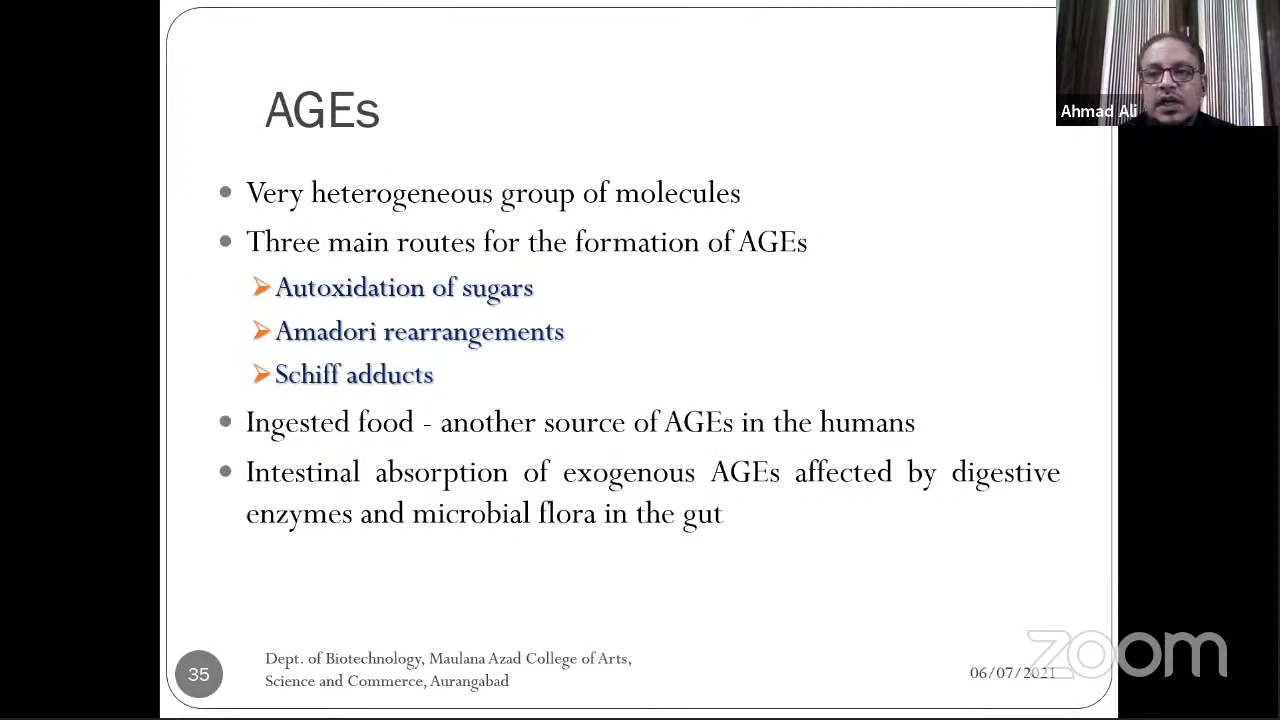 AGEs
Ahmad Ali
Very heterogeneous group of molecules
Three main routes for the formation of AGEs
Autoxidation of sugars
Amadori rearrangements
Schiff adducts
Ingested food - another source of AGEs in the humans
Intestinal absorption of exogenous AGEs affected by digestive
enzymes and microbial flora in the gut
35
Dept. of Biotechnology, Maulana Azad College of Arts,
Science and Commerce, Aurangabad
06/07/2021
zoom